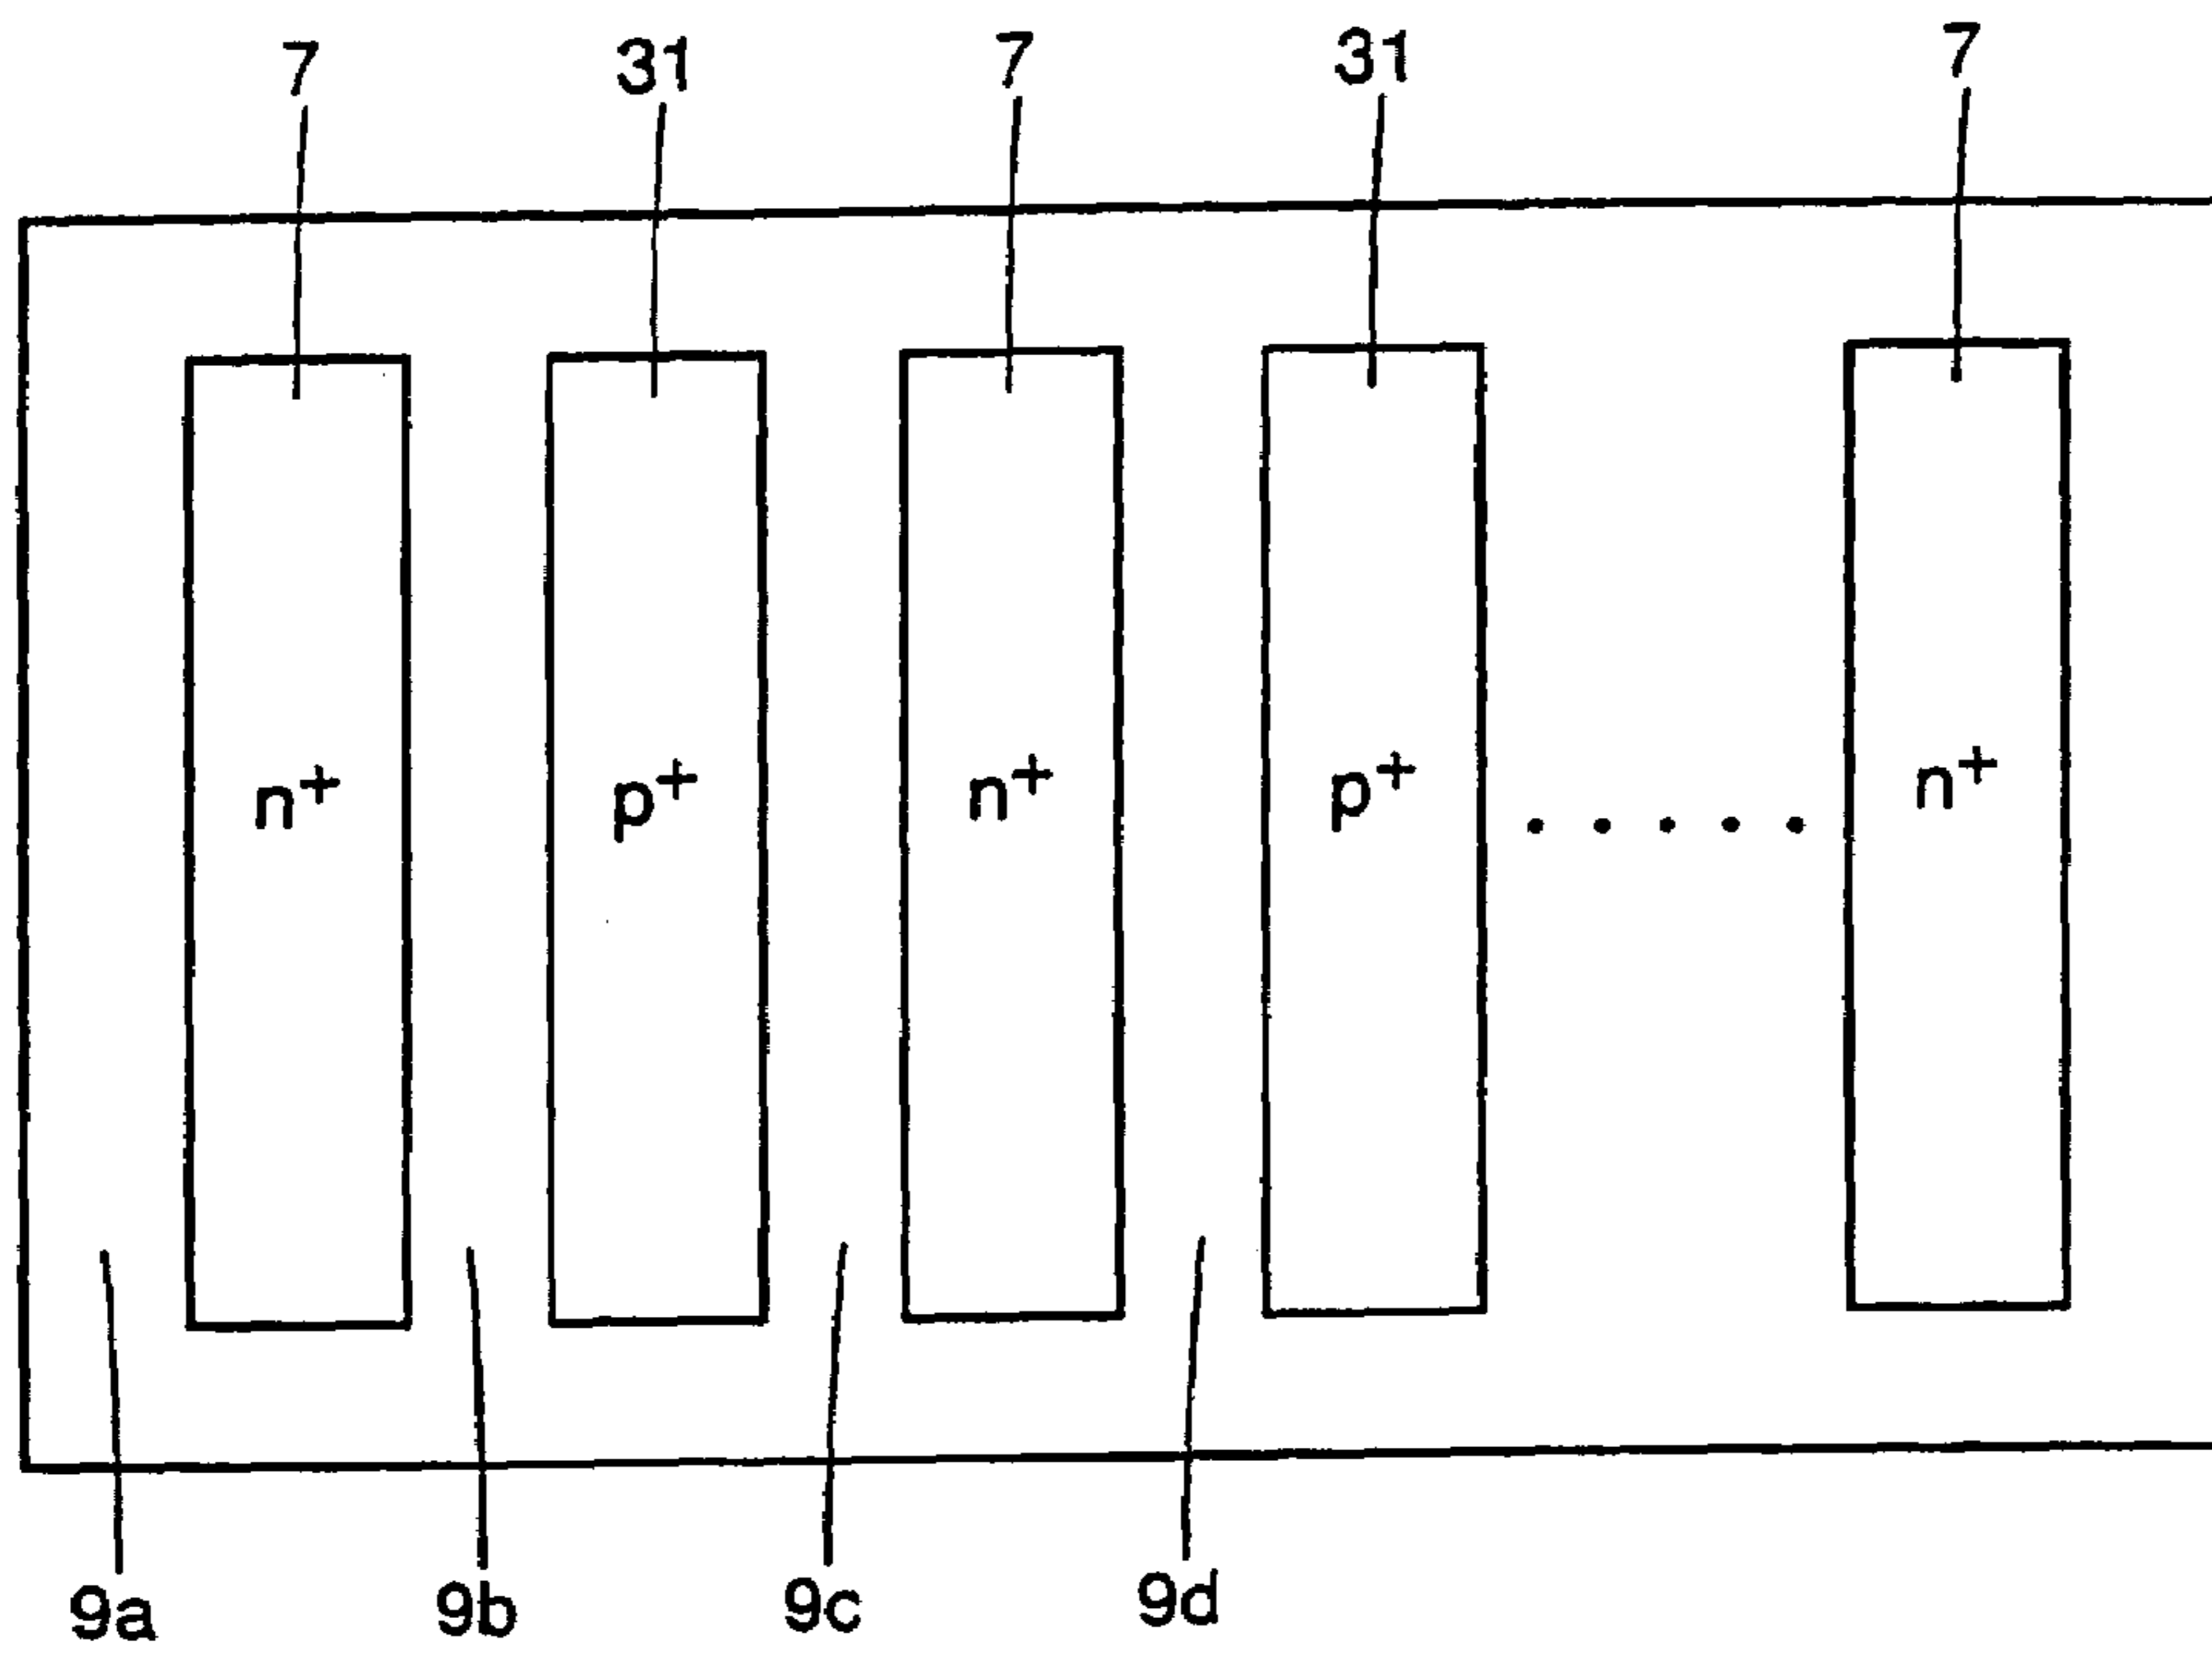 7 31 7 31 7
n+ p+ n+ p+ ..... n+
9a 9b 9c 9d